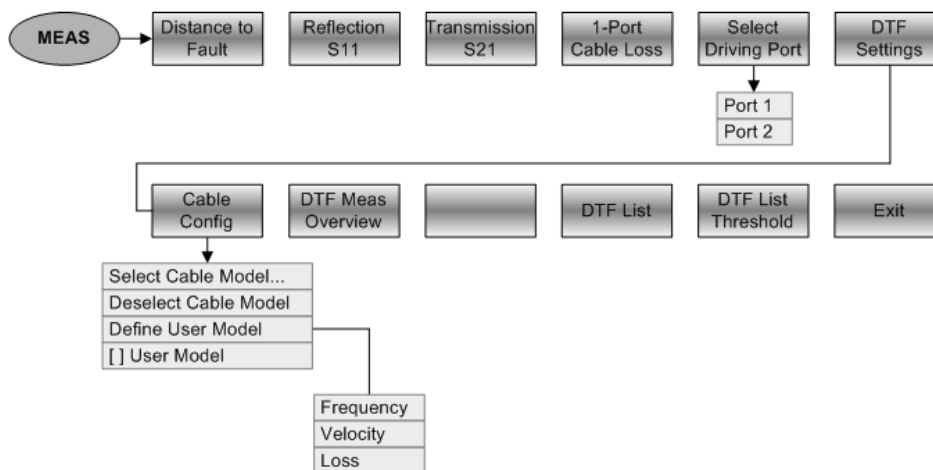 MEAS
Distance to
Fault
Reflection
S11
Transmission
S21
1-Port
Cable Loss
Select
Driving Port
DTF
Settings
Port 1
Port 2
Cable
Config
DTF Meas
Overview
DTF List
DTF List
Threshold
Exit
Select Cable Model...
Deselect Cable Model
Define User Model
[ ] User Model
Frequency
Velocity
Loss